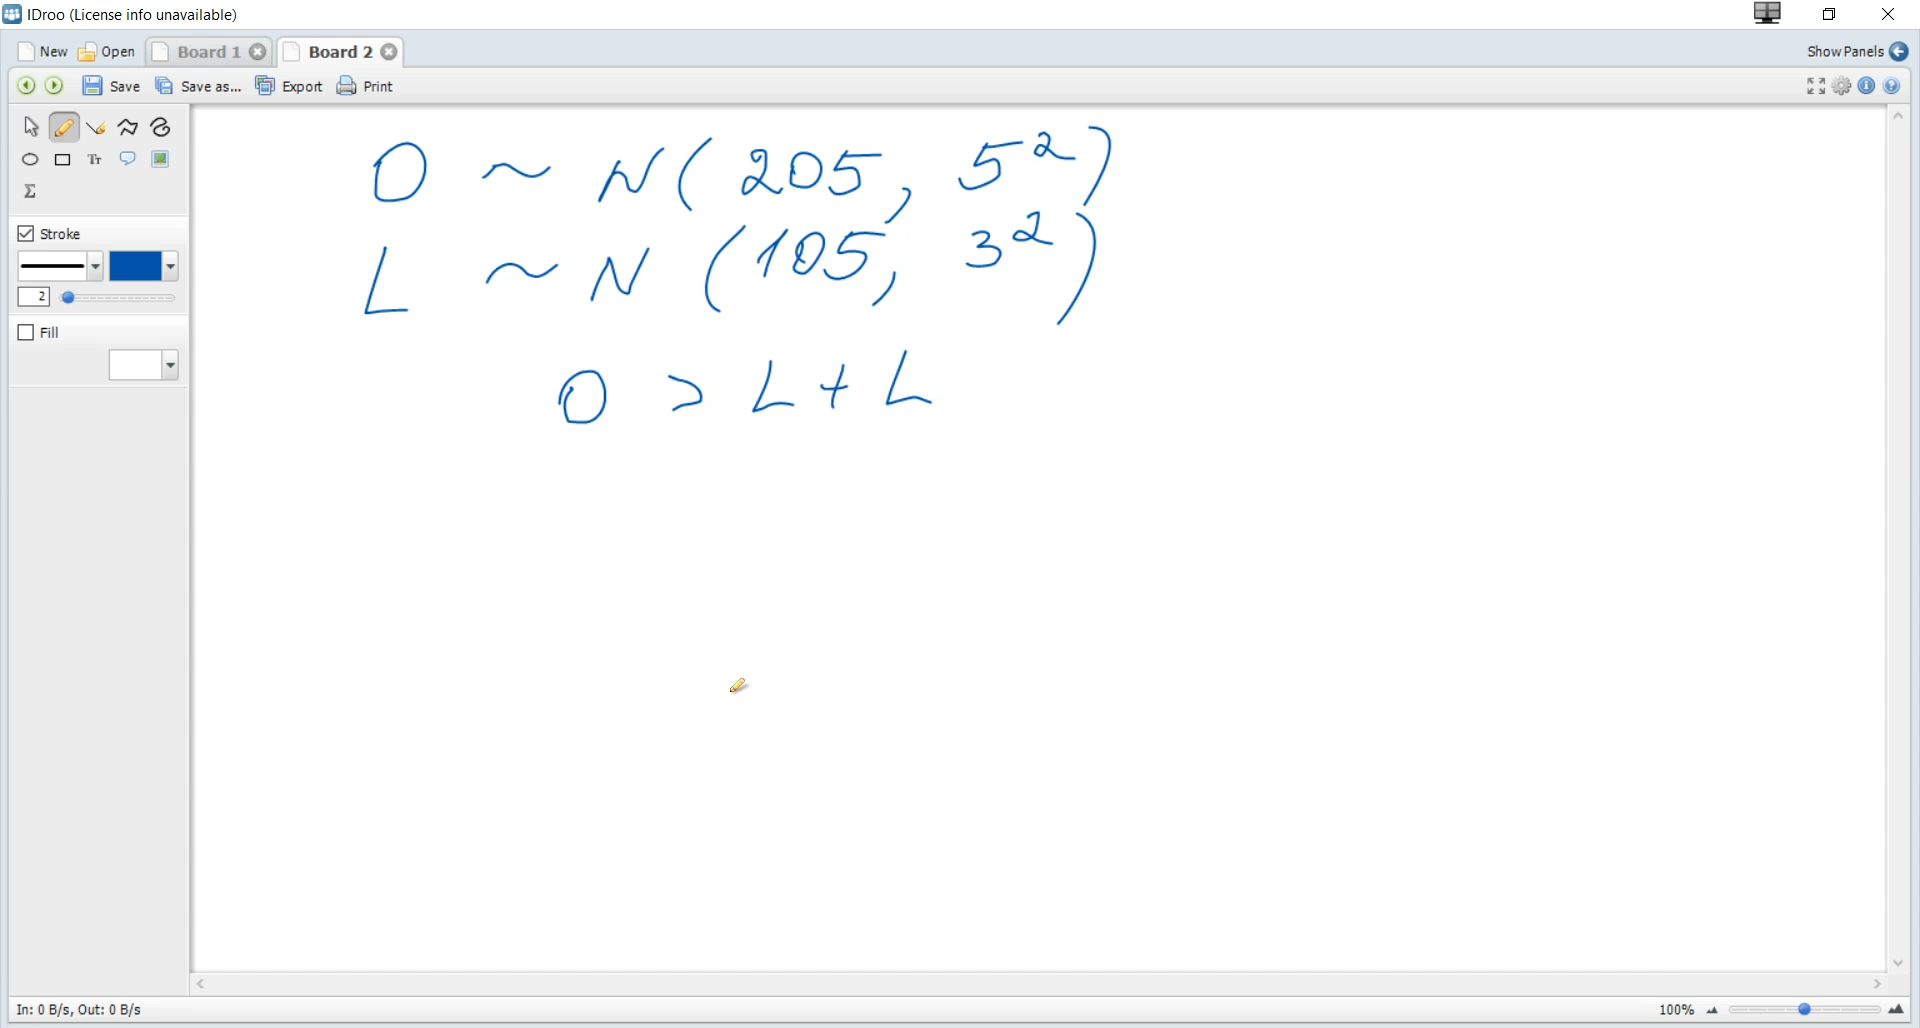 IDroo (License info unavailable)
New Open Board 1 Board 2 Show Panels
Save Save as... Export Print
Tт
Σ
Stroke
2
Fill
O ~ N(205, 5²)
L ~ N (105, 3²)
O > L + L
In: 0 B/s, Out: 0 B/s 100%